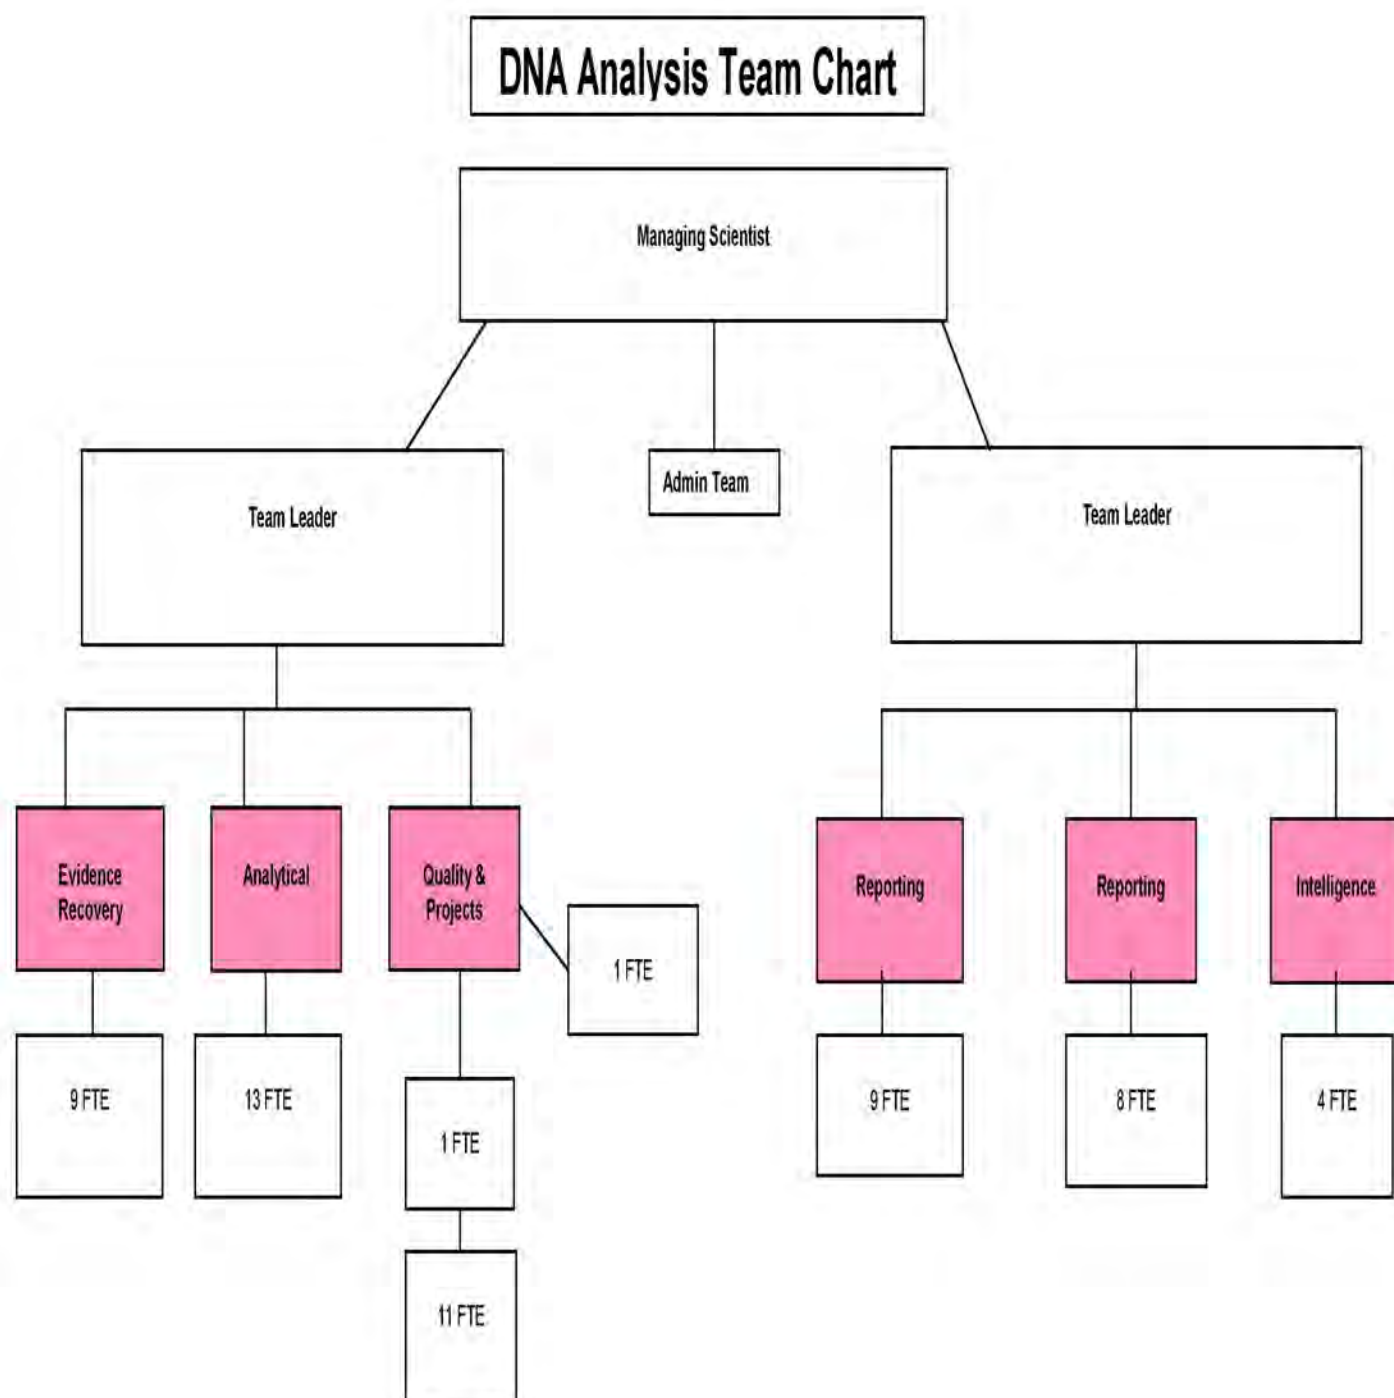 DNA Analysis Team Chart
Managing Scientist
Team Leader
Admin Team
Team Leader
Evidence
Recovery
Analytical
Quality &
Projects
Reporting
Reporting
Intelligence
1 FTE
9 FTE
13 FTE
1 FTE
11 FTE
9 FTE
8 FTE
4 FTE